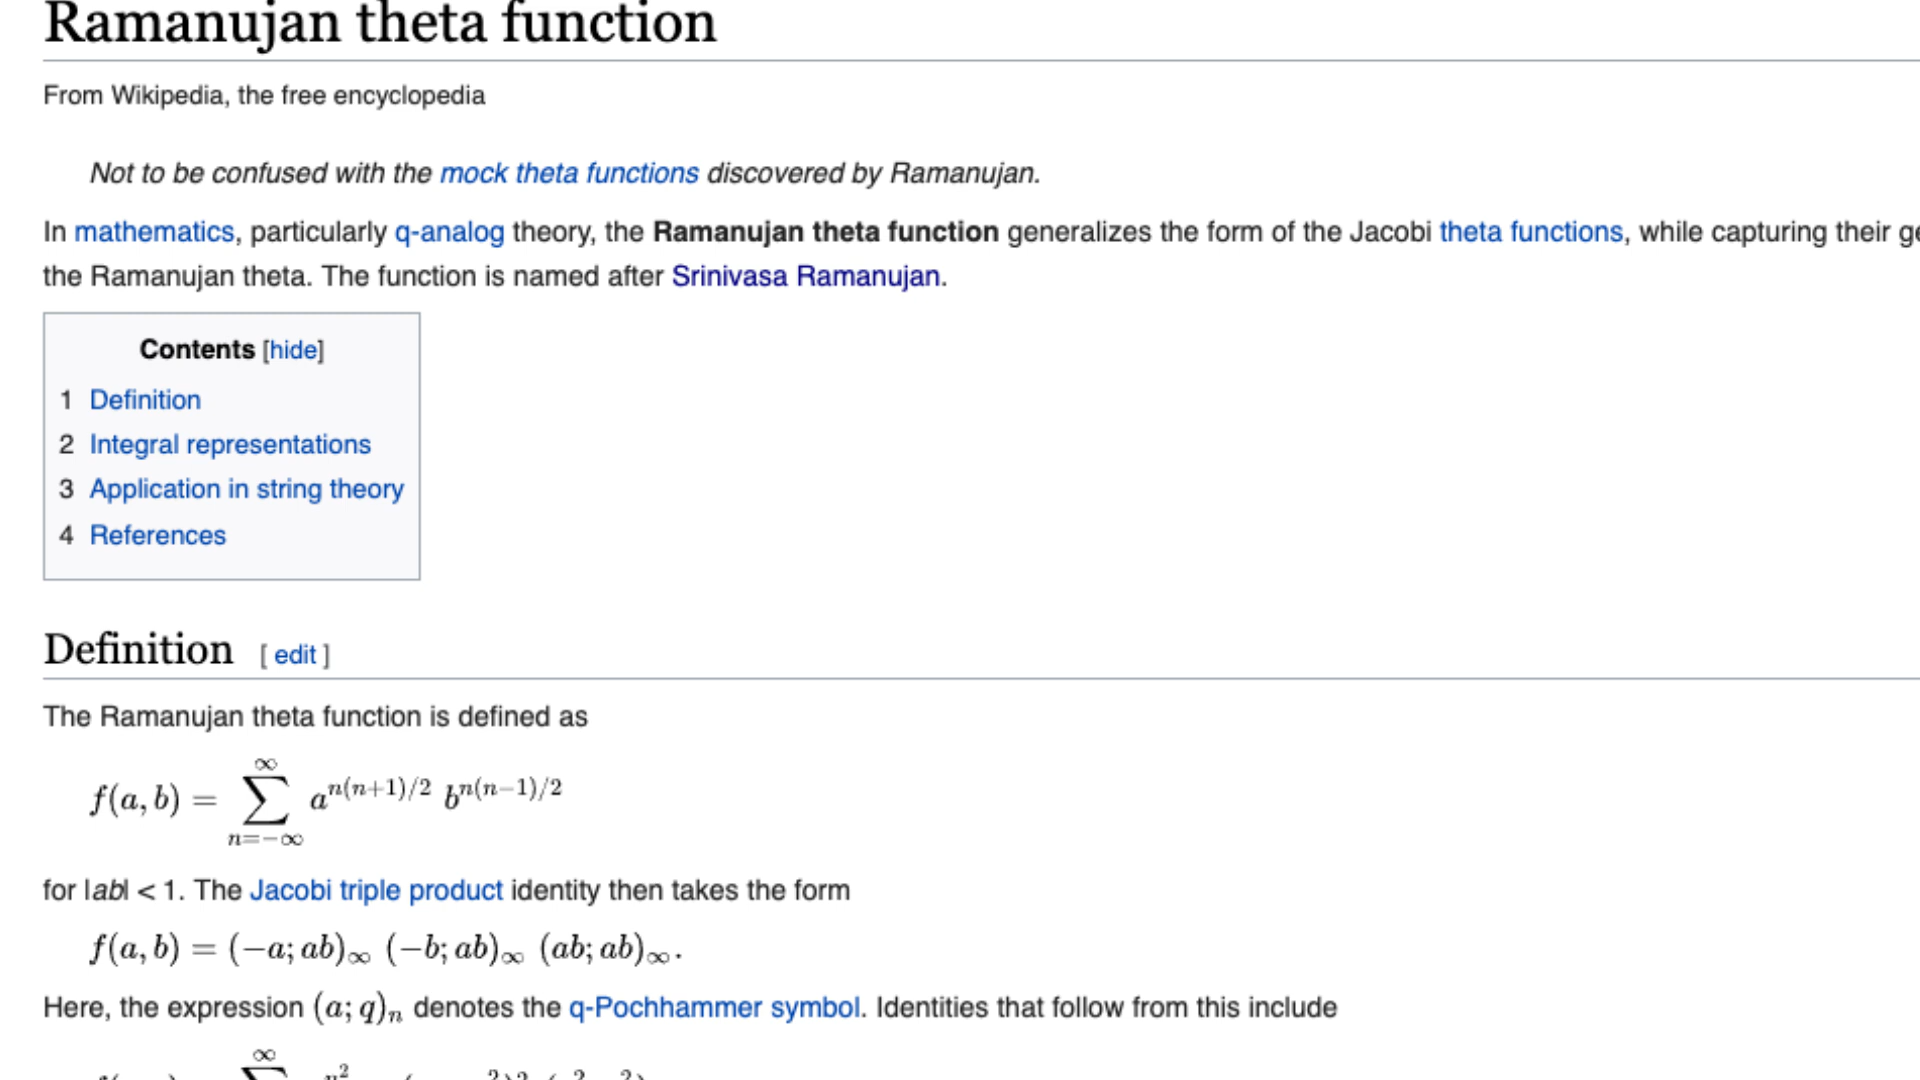 Ramanujan theta function
From Wikipedia, the free encyclopedia
Not to be confused with the mock theta functions discovered by Ramanujan.
In mathematics, particularly q-analog theory, the Ramanujan theta function generalizes the form of the Jacobi theta functions, while capturing their
the Ramanujan theta. The function is named after Srinivasa Ramanujan.
Contents [hide]
1 Definition
2 Integral representations
3 Application in string theory
4 References
Definition [ edit ]
The Ramanujan theta function is defined as
f(a, b) = ∑_{n=−∞}^{∞} a^{n(n+1)/2} b^{n(n−1)/2}
for |ab| < 1. The Jacobi triple product identity then takes the form
f(a, b) = (−a; ab)_∞ (−b; ab)_∞ (ab; ab)_∞.
Here, the expression (a; q)_n denotes the q-Pochhammer symbol. Identities that follow from this include